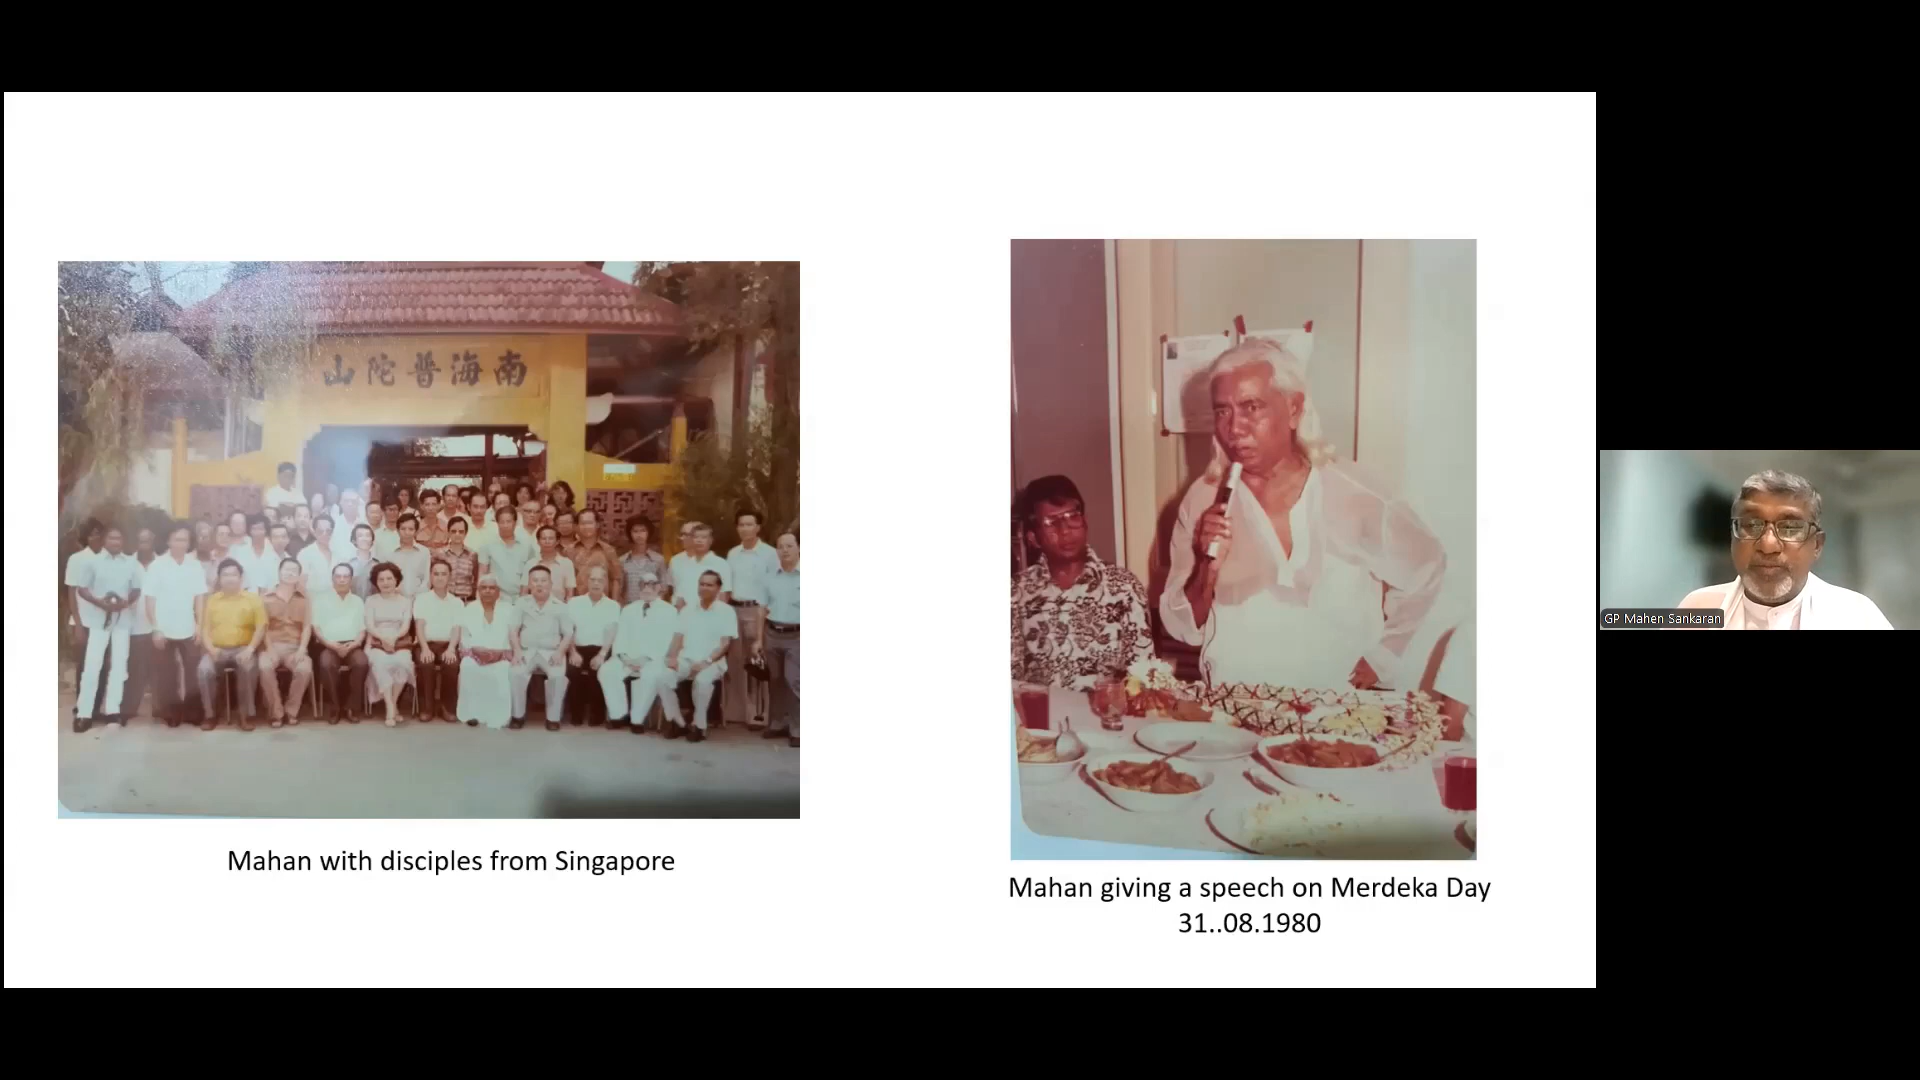 山陀普海南
Mahan with disciples from Singapore
Mahan giving a speech on Merdeka Day
31..08.1980
GP Mahen Sankaran